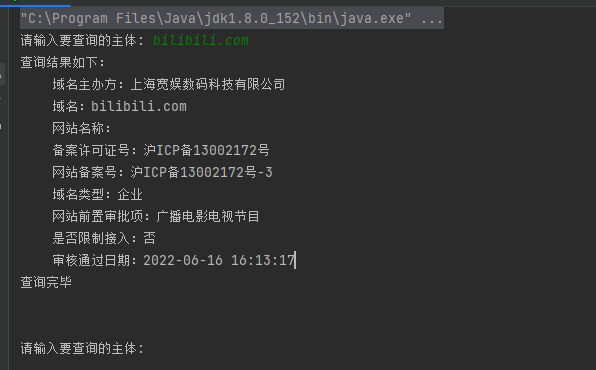 "C:\Program Files\Java\jdk1.8.0_152\bin\java.exe" ...
请输入要查询的主体: bilibili.com
查询结果如下:
域名主办方: 上海宽娱数码科技有限公司
域名: bilibili.com
网站名称:
备案许可证号: 沪ICP备13002172号
网站备案号: 沪ICP备13002172号-3
域名类型: 企业
网站前置审批项: 广播电影电视节目
是否限制接入: 否
审核通过日期: 2022-06-16 16:13:17
查询完毕
请输入要查询的主体: